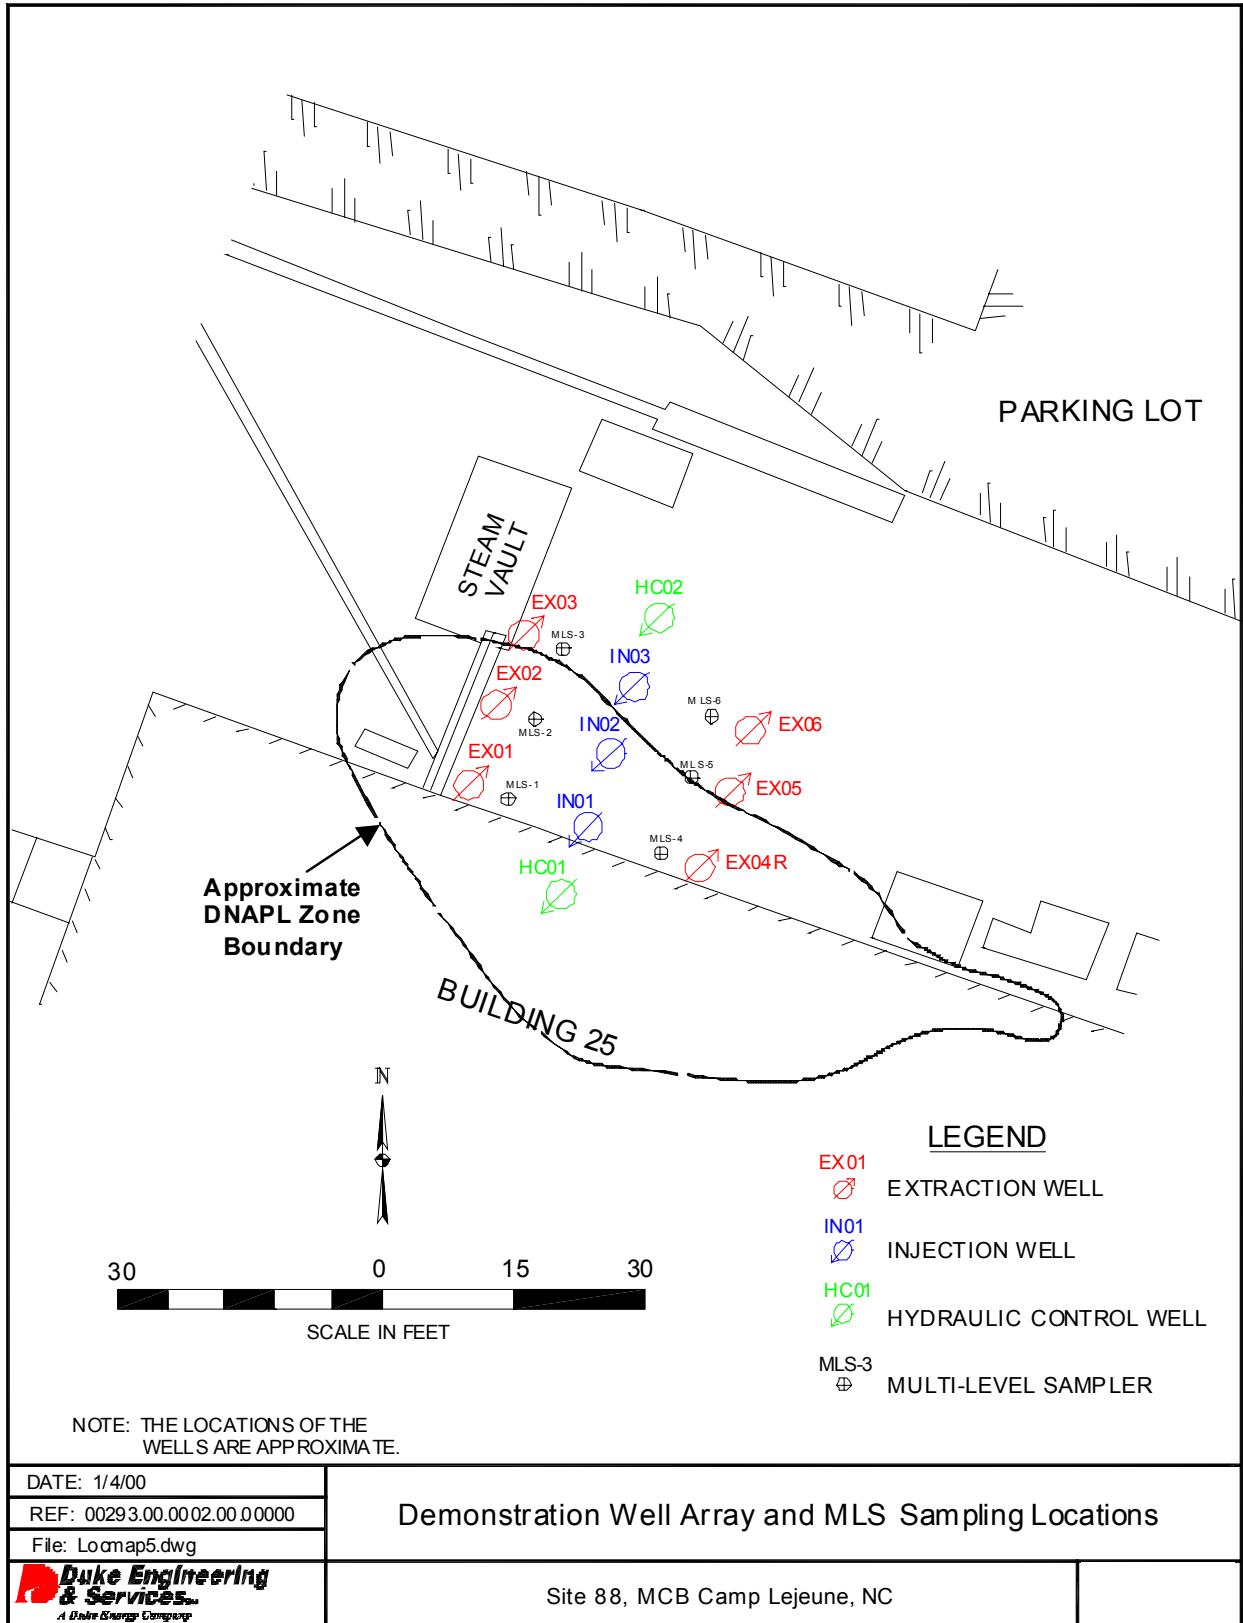 PARKING LOT
STEAM
VAULT
HC02
EX03
MLS-3
IN03
EX02
MLS-6
MLS-2
IN02
EX06
EX01
MLS-5
MLS-1
EX05
IN01
MLS-4
EX04R
HC01
Approximate
DNAPL Zone
Boundary
BUILDING 25
N
LEGEND
EX01
EXTRACTION WELL
IN01
INJECTION WELL
HC01
HYDRAULIC CONTROL WELL
MLS-3
MULTI-LEVEL SAMPLER
30 0 15 30
SCALE IN FEET
NOTE: THE LOCATIONS OF THE
WELLS ARE APPROXIMATE.
DATE: 1/4/00
REF: 00293.00.0002.00.00000
File: Locmap5.dwg
Demonstration Well Array and MLS Sampling Locations
Duke Engineering
& Services
A Duke Energy Company
Site 88, MCB Camp Lejeune, NC